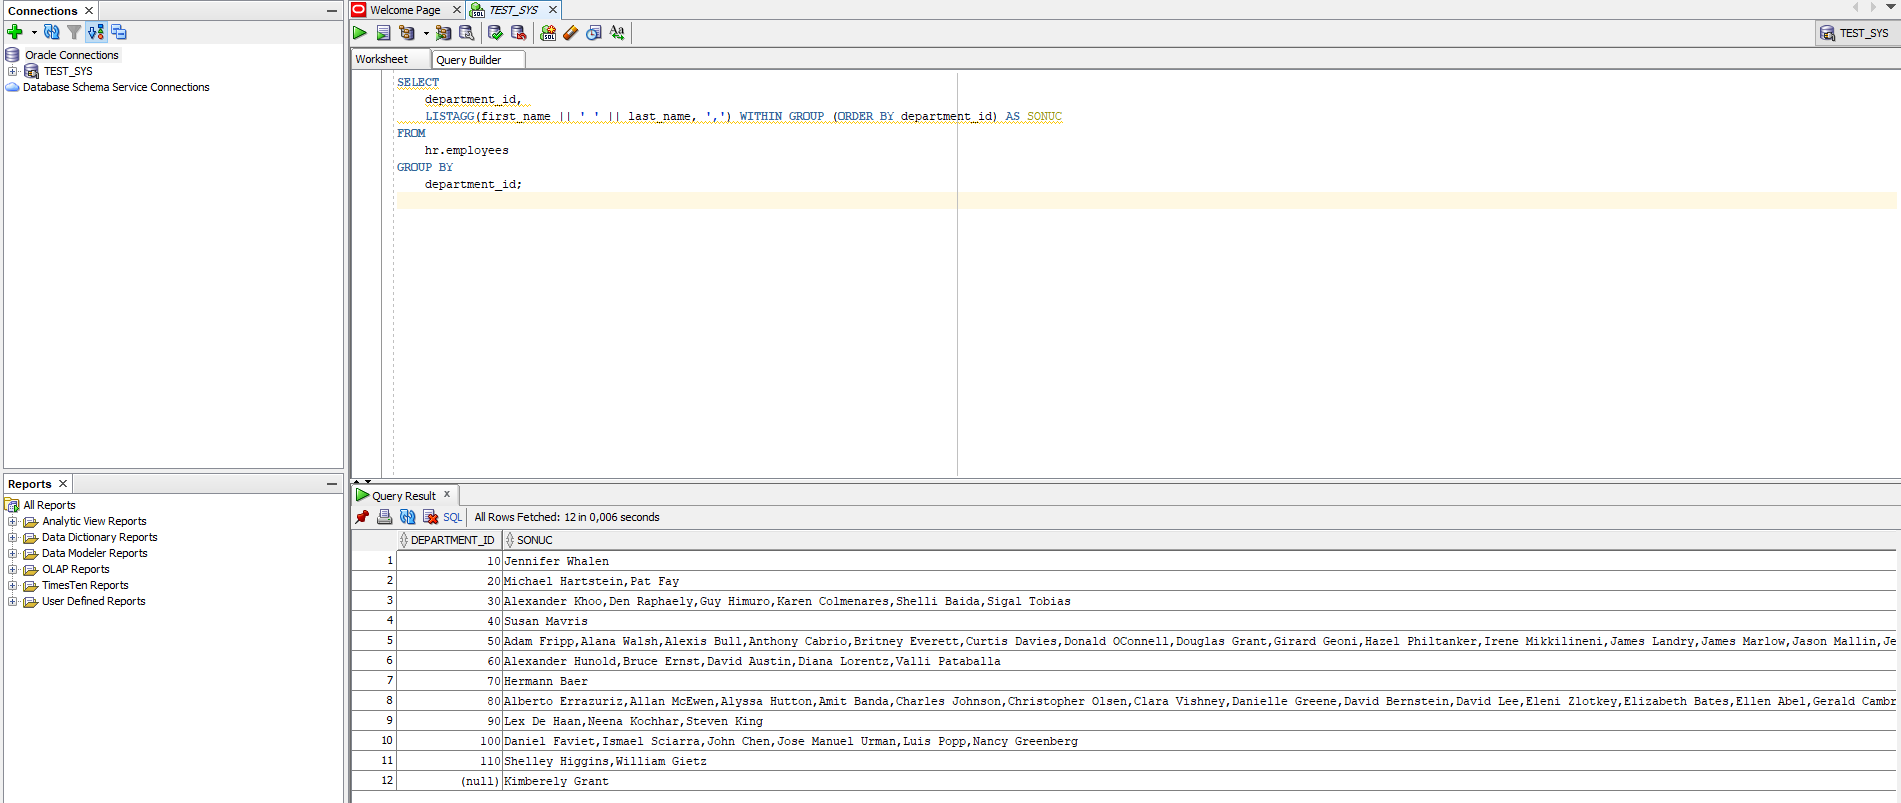 Connections
Oracle Connections
TEST_SYS
Database Schema Service Connections
Reports
All Reports
Analytic View Reports
Data Dictionary Reports
Data Modeler Reports
OLAP Reports
TimesTen Reports
User Defined Reports
Welcome Page
TEST_SYS
TEST_SYS
Worksheet
Query Builder
SELECT
department_id,
LISTAGG(first_name || ' ' || last_name, ',') WITHIN GROUP (ORDER BY department_id) AS SONUC
FROM
hr.employees
GROUP BY
department_id;
Query Result
SQL
All Rows Fetched: 12 in 0,006 seconds
DEPARTMENT_ID SONUC
1 10 Jennifer Whalen
2 20 Michael Hartstein,Pat Fay
3 30 Alexander Khoo,Den Raphaely,Guy Himuro,Karen Colmenares,Shelli Baida,Sigal Tobias
4 40 Susan Mavris
5 50 Adam Fripp,Alana Walsh,Alexis Bull,Anthony Cabrio,Britney Everett,Curtis Davies,Donald OConnell,Douglas Grant,Girard Geoni,Hazel Philtanker,Irene Mikkilineni,James Landry,James Marlow,Jason Mallin,Je
6 60 Alexander Hunold,Bruce Ernst,David Austin,Diana Lorentz,Valli Pataballa
7 70 Hermann Baer
8 80 Alberto Errazuriz,Allan McEwen,Alyssa Hutton,Amit Banda,Charles Johnson,Christopher Olsen,Clara Vishney,Danielle Greene,David Bernstein,David Lee,Eleni Zlotkey,Elizabeth Bates,Ellen Abel,Gerald Cambr
9 90 Lex De Haan,Neena Kochhar,Steven King
10 100 Daniel Faviet,Ismael Sciarra,John Chen,Jose Manuel Urman,Luis Popp,Nancy Greenberg
11 110 Shelley Higgins,William Gietz
12 (null) Kimberely Grant